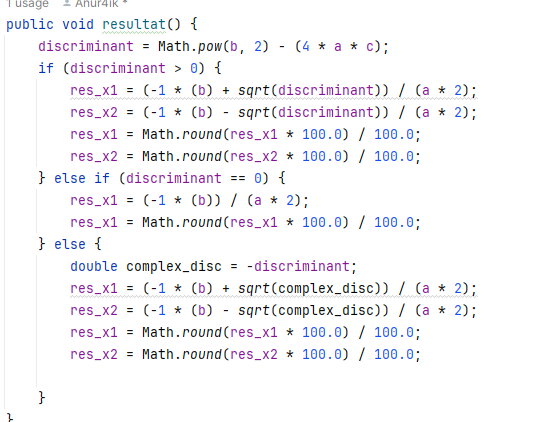 1 usage Anur4ik *
public void resultat() {
    discriminant = Math.pow(b, 2) - (4 * a * c);
    if (discriminant > 0) {
        res_x1 = (-1 * (b) + sqrt(discriminant)) / (a * 2);
        res_x2 = (-1 * (b) - sqrt(discriminant)) / (a * 2);
        res_x1 = Math.round(res_x1 * 100.0) / 100.0;
        res_x2 = Math.round(res_x2 * 100.0) / 100.0;
    } else if (discriminant == 0) {
        res_x1 = (-1 * (b)) / (a * 2);
        res_x1 = Math.round(res_x1 * 100.0) / 100.0;
    } else {
        double complex_disc = -discriminant;
        res_x1 = (-1 * (b) + sqrt(complex_disc)) / (a * 2);
        res_x2 = (-1 * (b) - sqrt(complex_disc)) / (a * 2);
        res_x1 = Math.round(res_x1 * 100.0) / 100.0;
        res_x2 = Math.round(res_x2 * 100.0) / 100.0;
    }
}